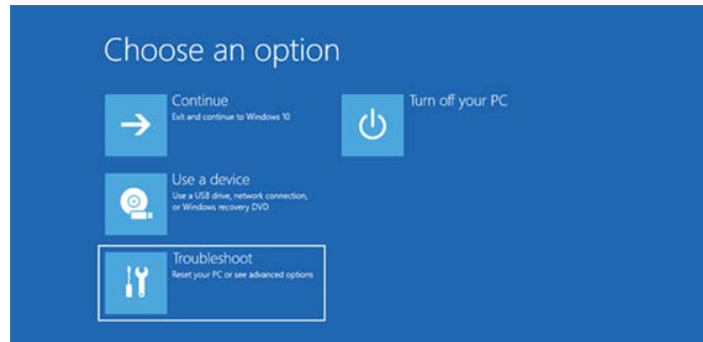 Choose an option
Continue
Exit and continue to Windows 10
Turn off your PC
Use a device
Use a USB drive, network connection,
or Windows recovery DVD
Troubleshoot
Reset your PC or see advanced options